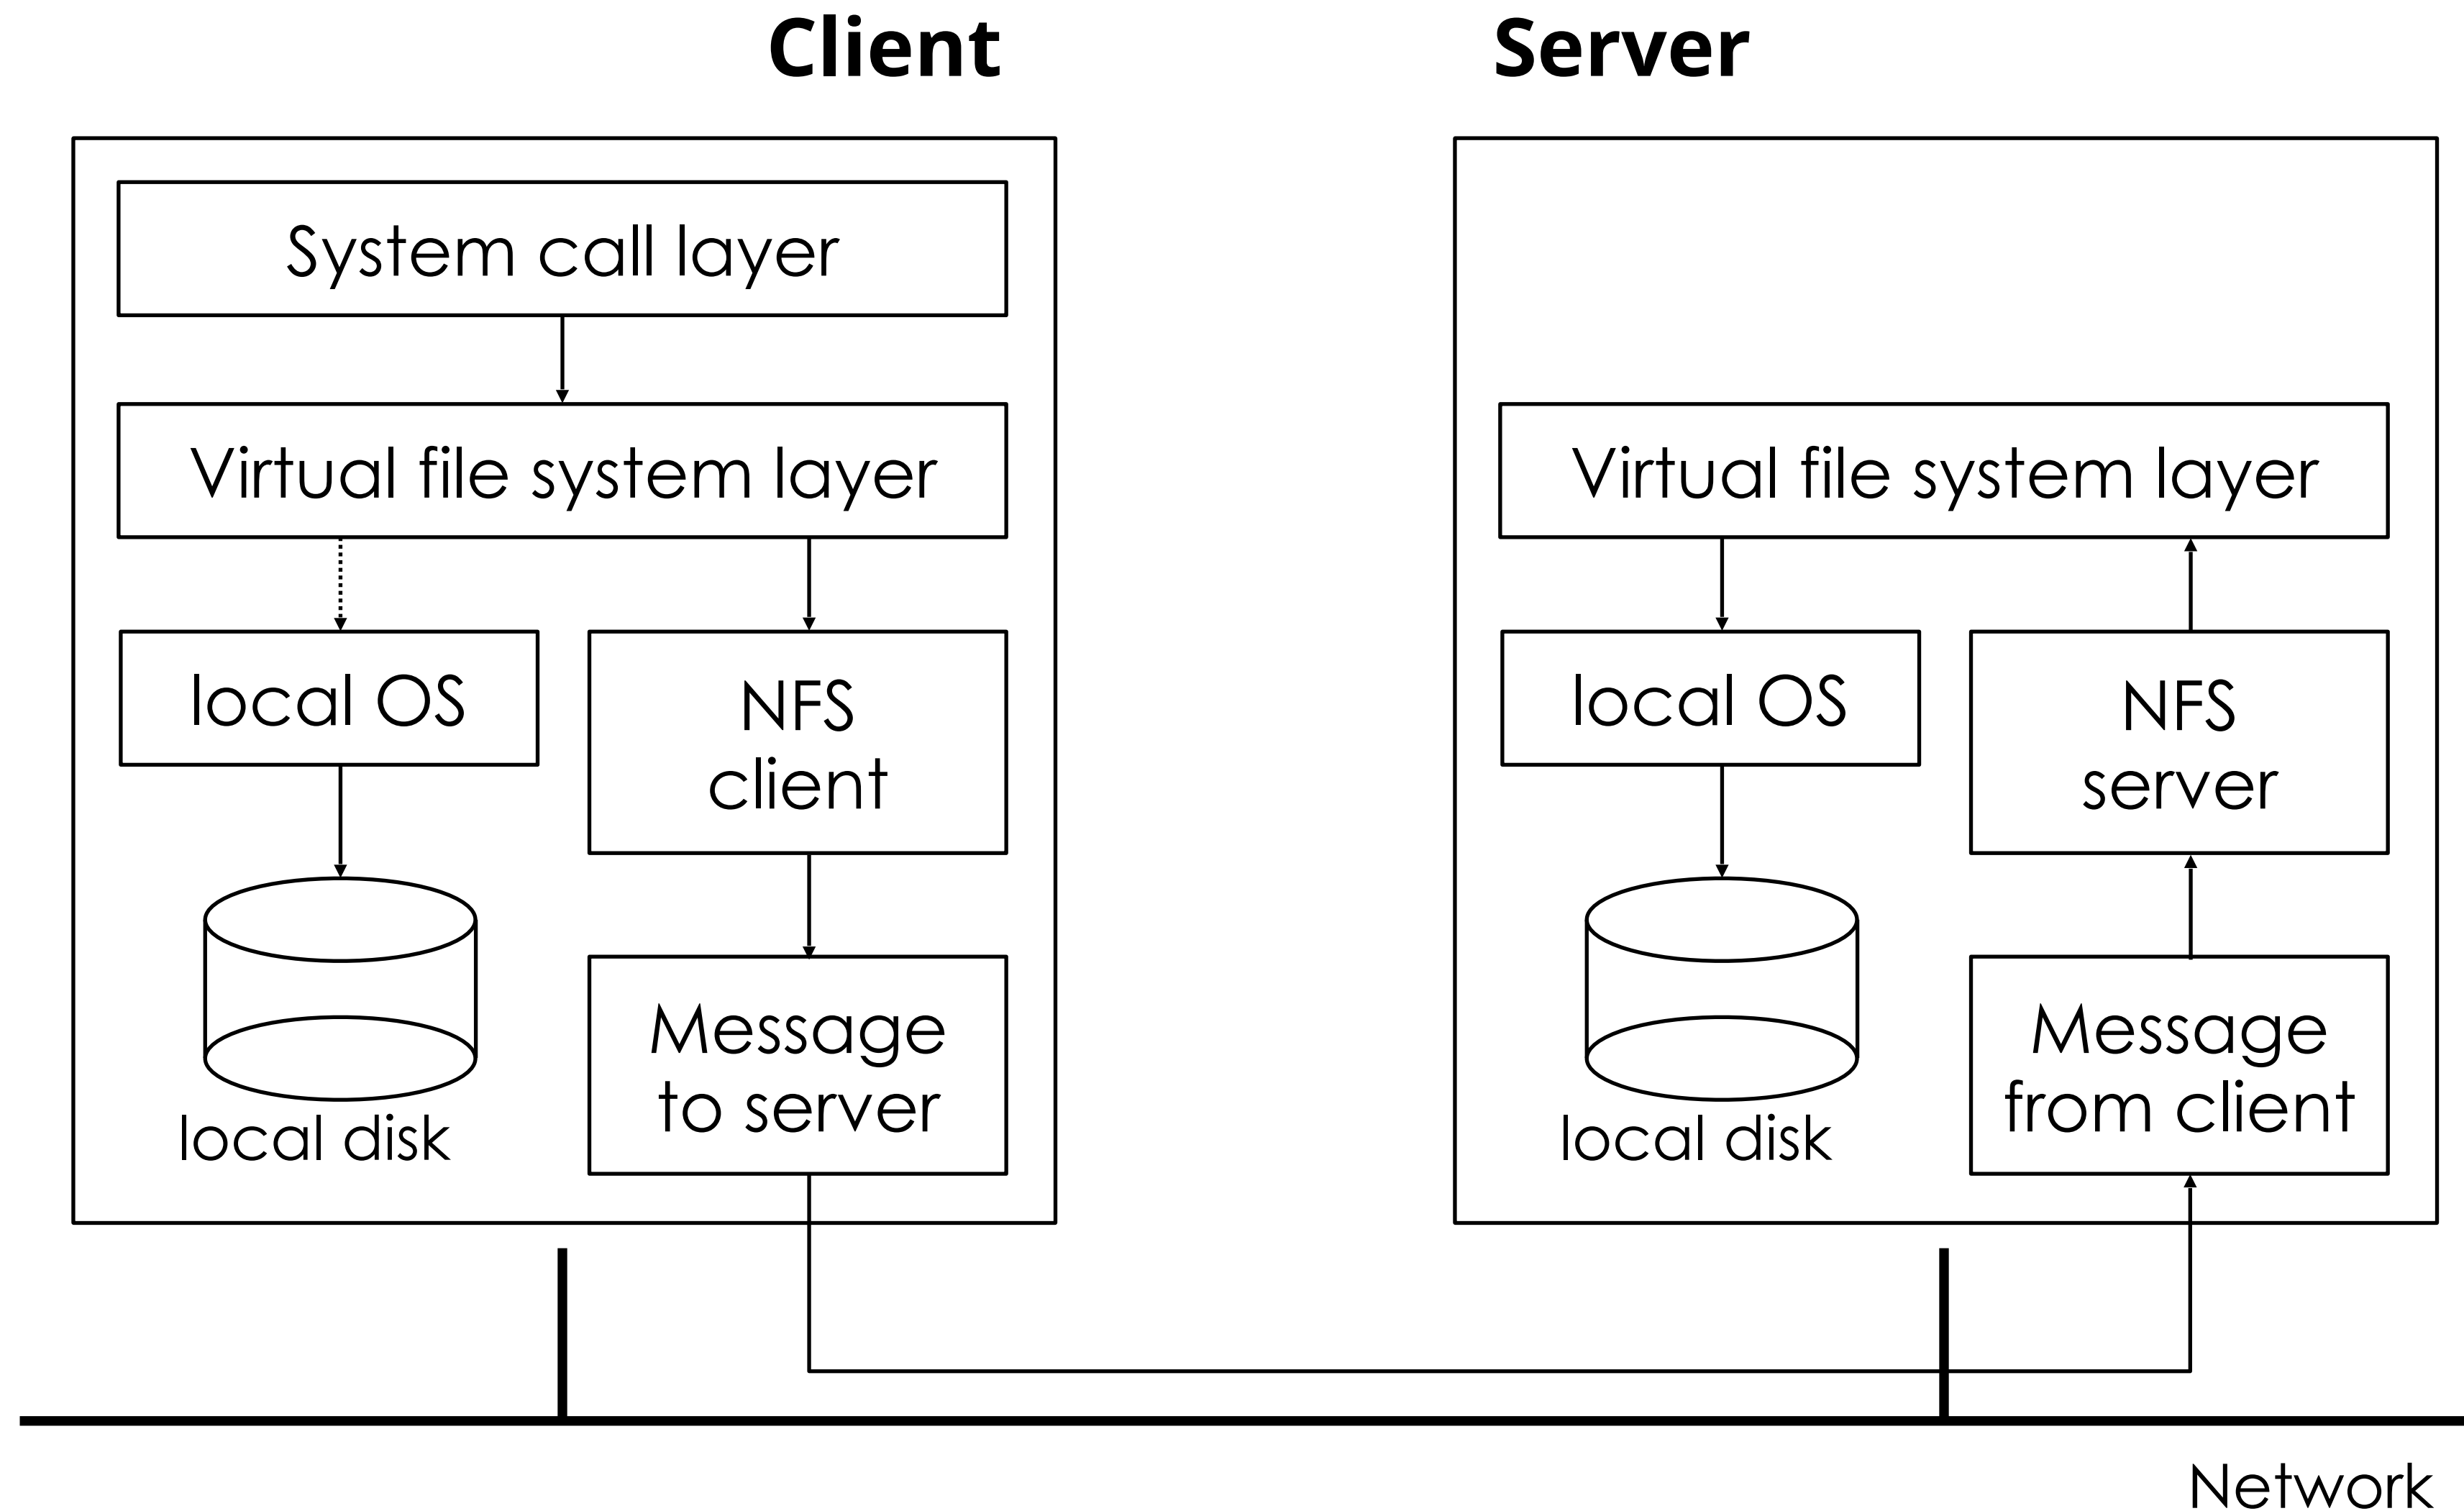 Client
Server
System call layer
Virtual file system layer
local OS
NFS
client
local disk
Message
to server
Virtual file system layer
local OS
NFS
server
local disk
Message
from client
Network